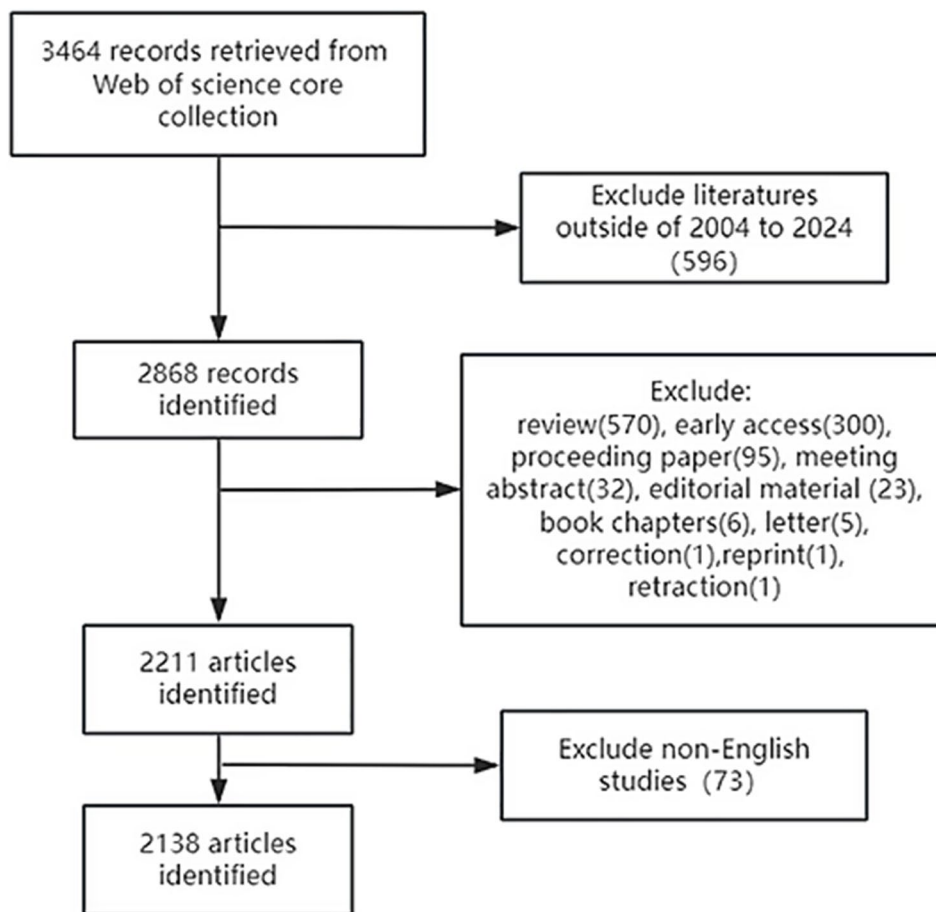 3464 records retrieved from
Web of science core
collection
Exclude literatures
outside of 2004 to 2024
(596)
2868 records
identified
Exclude:
review(570), early access(300),
proceeding paper(95), meeting
abstract(32), editorial material (23),
book chapters(6), letter(5),
correction(1),reprint(1),
retraction(1)
2211 articles
identified
Exclude non-English
studies (73)
2138 articles
identified